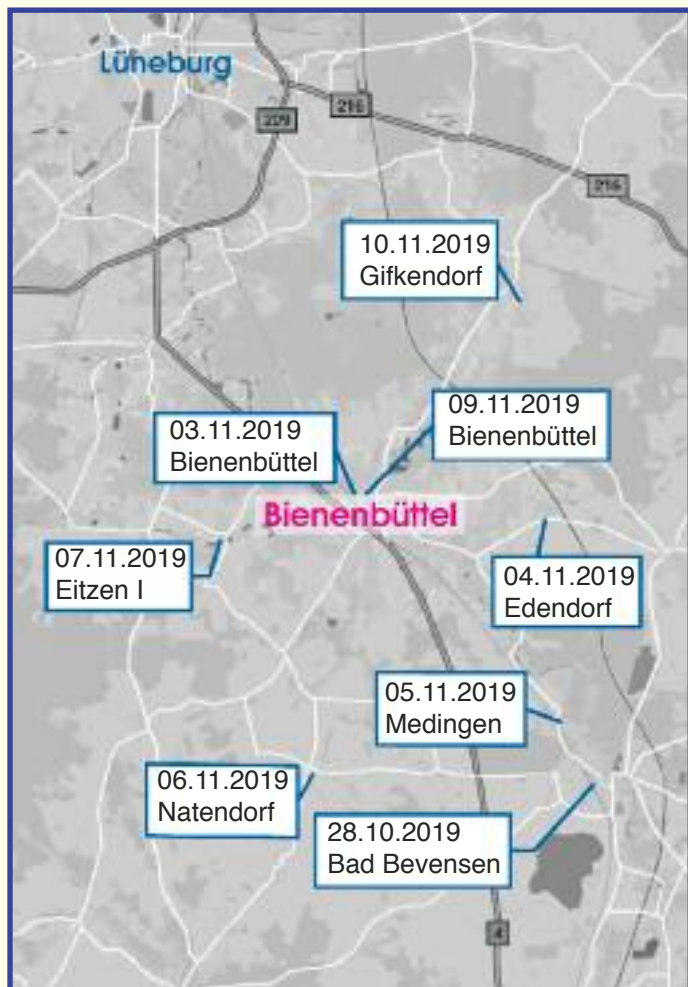 Lüneburg
216
209
216
10.11.2019
Gifkendorf
09.11.2019
Bienenbüttel
03.11.2019
Bienenbüttel
Bienenbüttel
07.11.2019
Eitzen I
04.11.2019
Edendorf
05.11.2019
Medingen
06.11.2019
Natendorf
28.10.2019
Bad Bevensen
4